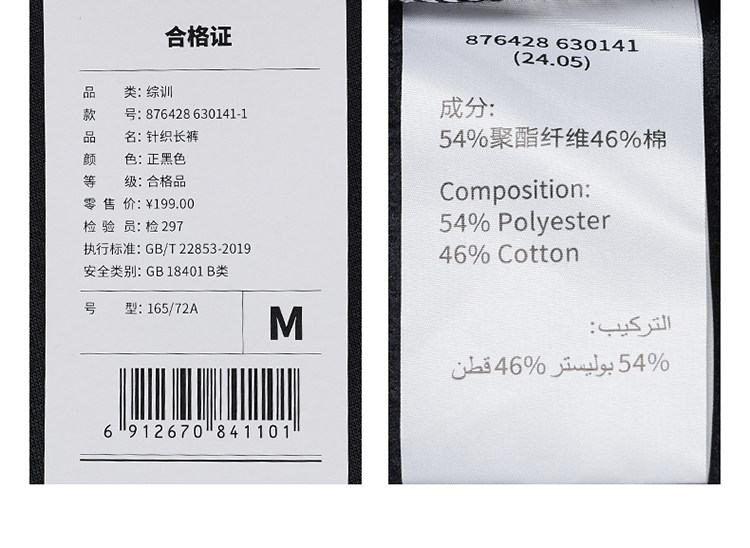 合格证
品 类: 综训
款 号: 876428 630141-1
品 名: 针织长裤
颜 色: 正黑色
等 级: 合格品
零 售 价: ¥199.00
检 验 员: 检 297
执行标准: GB/T 22853-2019
安全类别: GB 18401 B类
号 型: 165/72A
M
6 912670 841101
876428 630141
(24.05)
成分:
54%聚酯纤维46%棉
Composition:
54% Polyester
46% Cotton
التركيب:
54% بوليستر 46% قطن